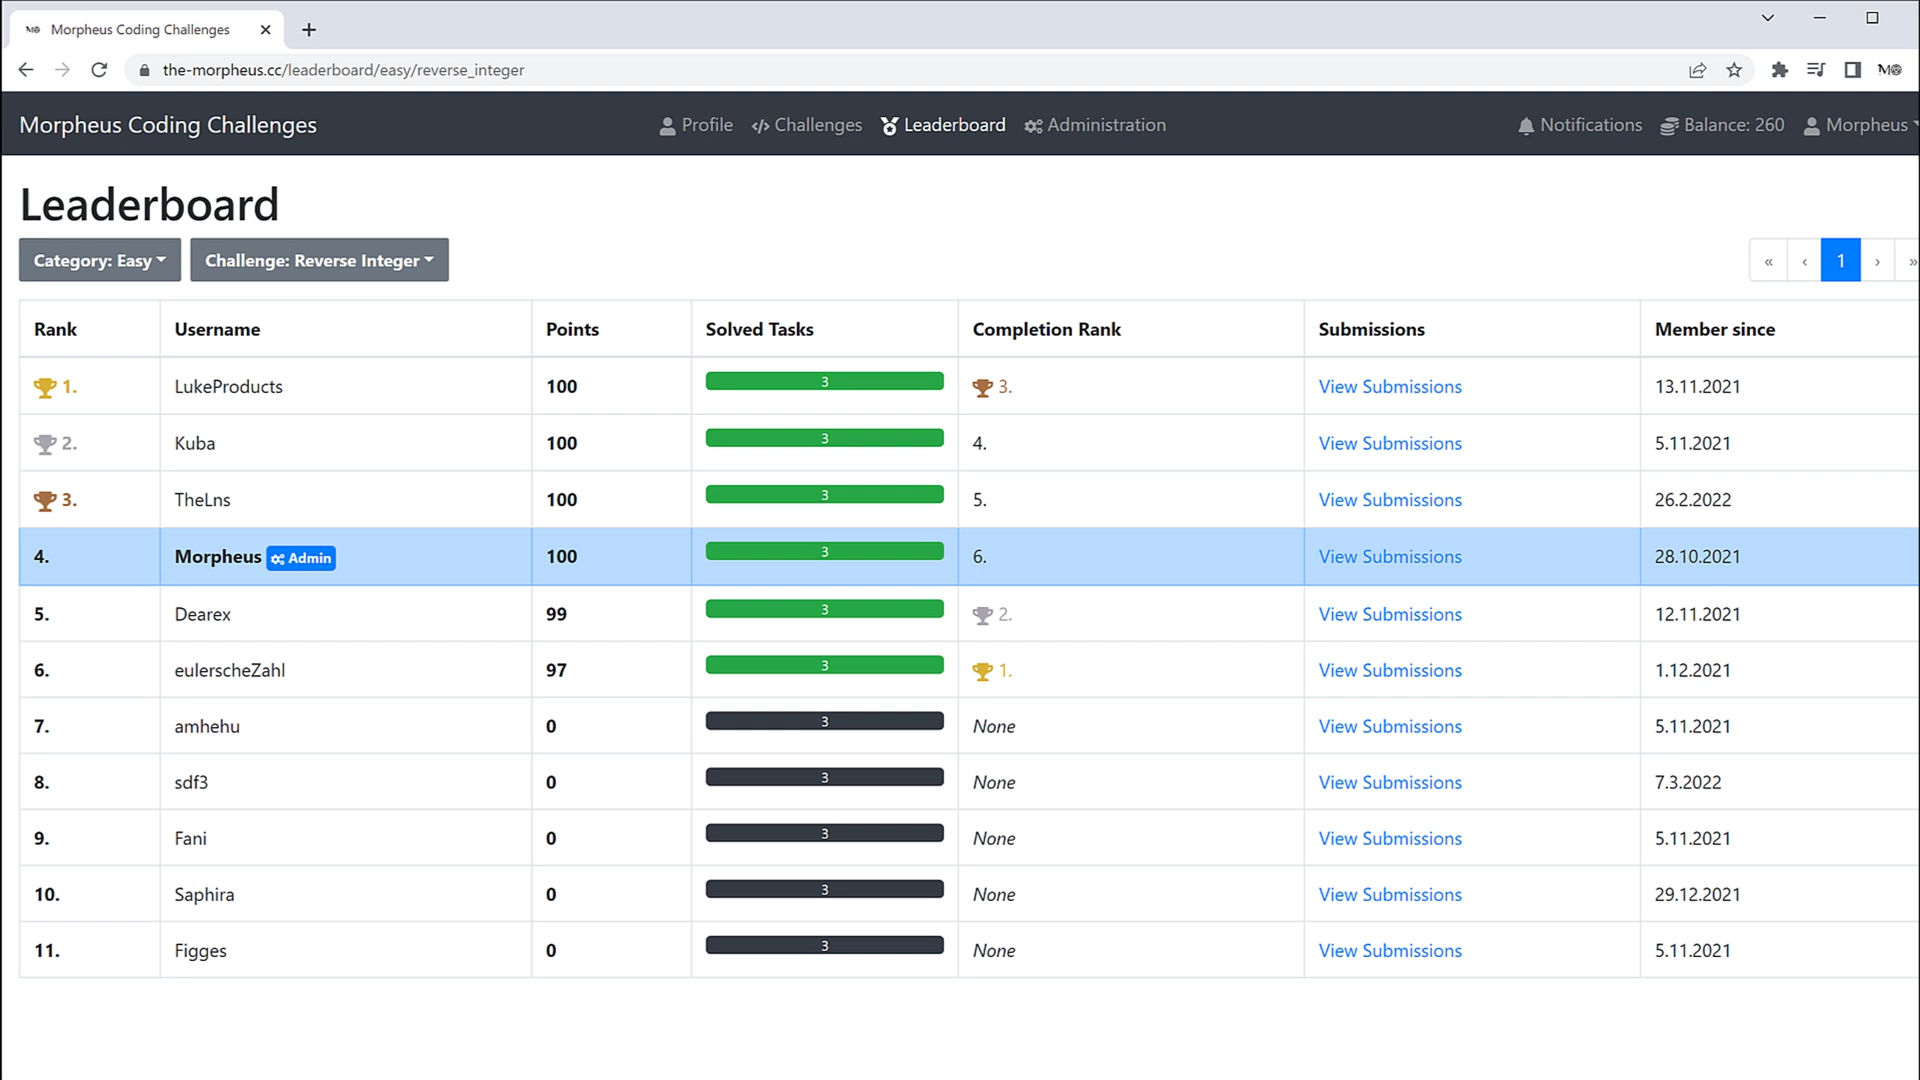 Morpheus Coding Challenges
the-morpheus.cc/leaderboard/easy/reverse_integer
Morpheus Coding Challenges Profile Challenges Leaderboard Administration Notifications Balance: 260 Morpheus
Leaderboard
Category: Easy Challenge: Reverse Integer « ‹ 1 › »
Rank Username Points Solved Tasks Completion Rank Submissions Member since
1. LukeProducts 100 3 3. View Submissions 13.11.2021
2. Kuba 100 3 4. View Submissions 5.11.2021
3. TheLns 100 3 5. View Submissions 26.2.2022
4. Morpheus Admin 100 3 6. View Submissions 28.10.2021
5. Dearex 99 3 2. View Submissions 12.11.2021
6. eulerscheZahl 97 3 1. View Submissions 1.12.2021
7. amhehu 0 3 None View Submissions 5.11.2021
8. sdf3 0 3 None View Submissions 7.3.2022
9. Fani 0 3 None View Submissions 5.11.2021
10. Saphira 0 3 None View Submissions 29.12.2021
11. Figges 0 3 None View Submissions 5.11.2021